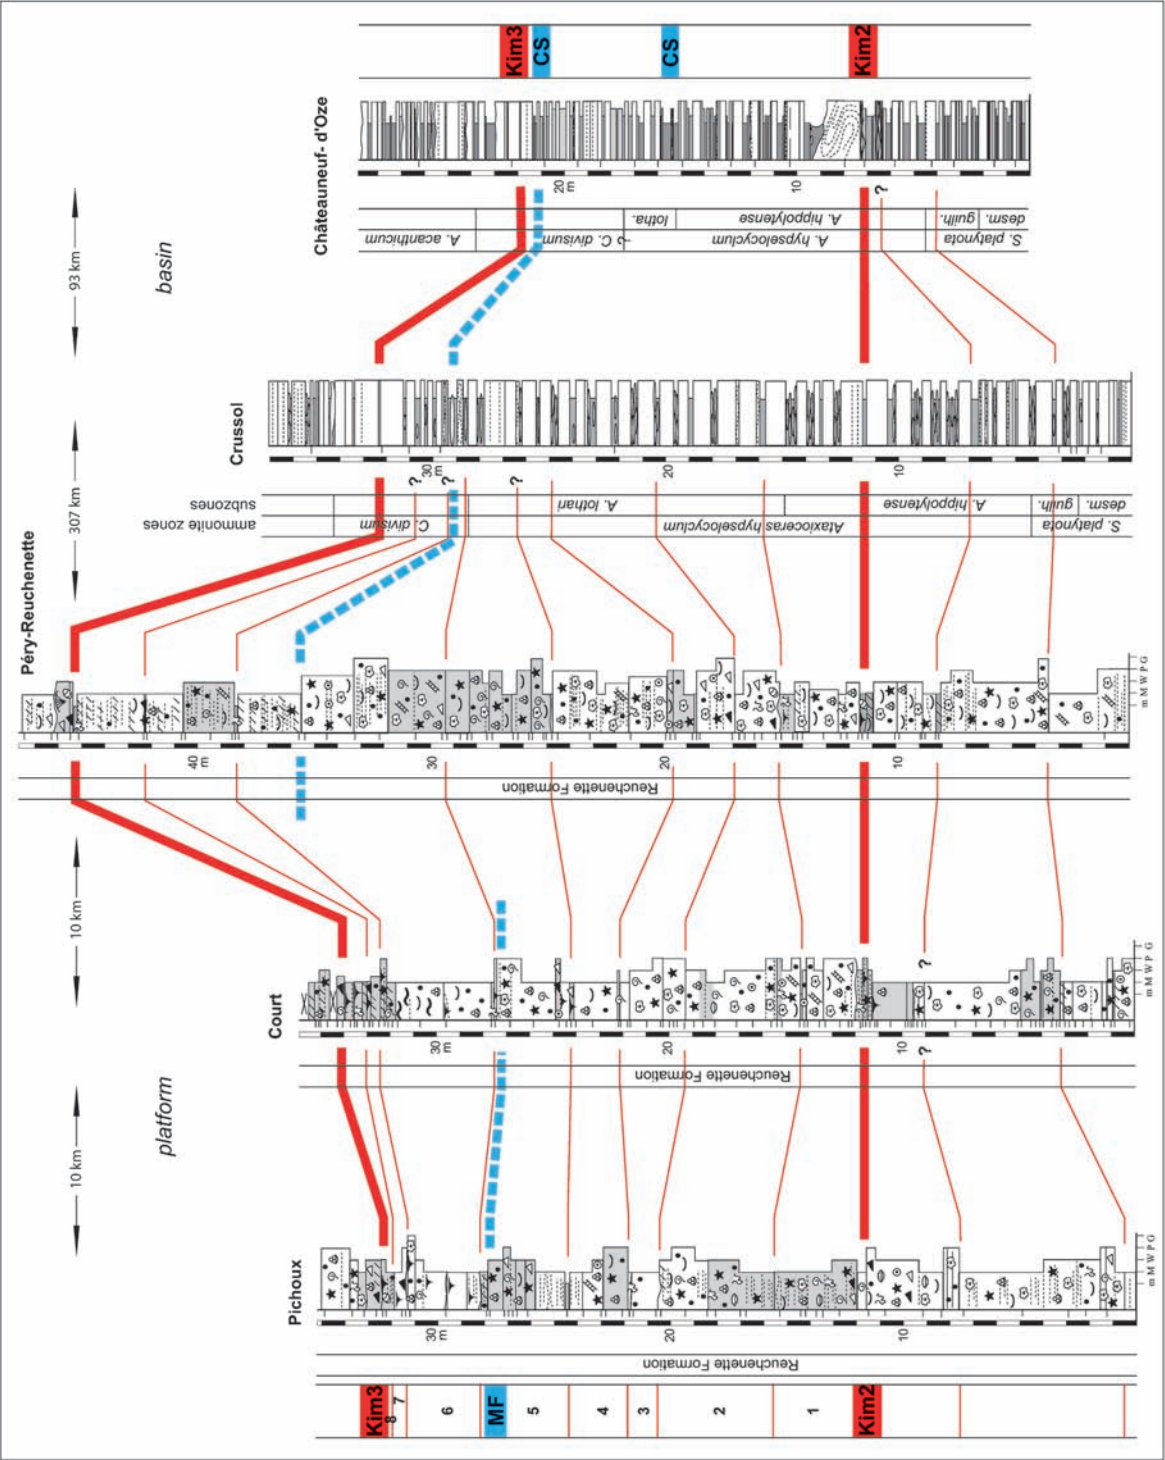 Kim3
CS
CS
Kim2
Châteauneuf- d'Oze
20
m
10
?
lotha.
A. hippolytense
guilh.
desm.
A. acanthicum
? C. divisum
A. hypselocyclum
S. platynota
93 km
basin
Crussol
30
m
20
10
?
?
?
subzones
A. lothari
A. hippolytense
guilh.
desm.
ammonite zones
C. divisum
Ataxioceras hypselocyclum
S. platynota
307 km
Péry-Reuchenette
m M W P G
40
m
30
20
10
Reuchenette Formation
10 km
Court
?
m M W P G
30
m
20
10
?
Reuchenette Formation
platform
10 km
Pichoux
m M W P G
30
m
20
10
Reuchenette Formation
Kim3
8
7
6
MF
5
4
3
2
1
Kim2